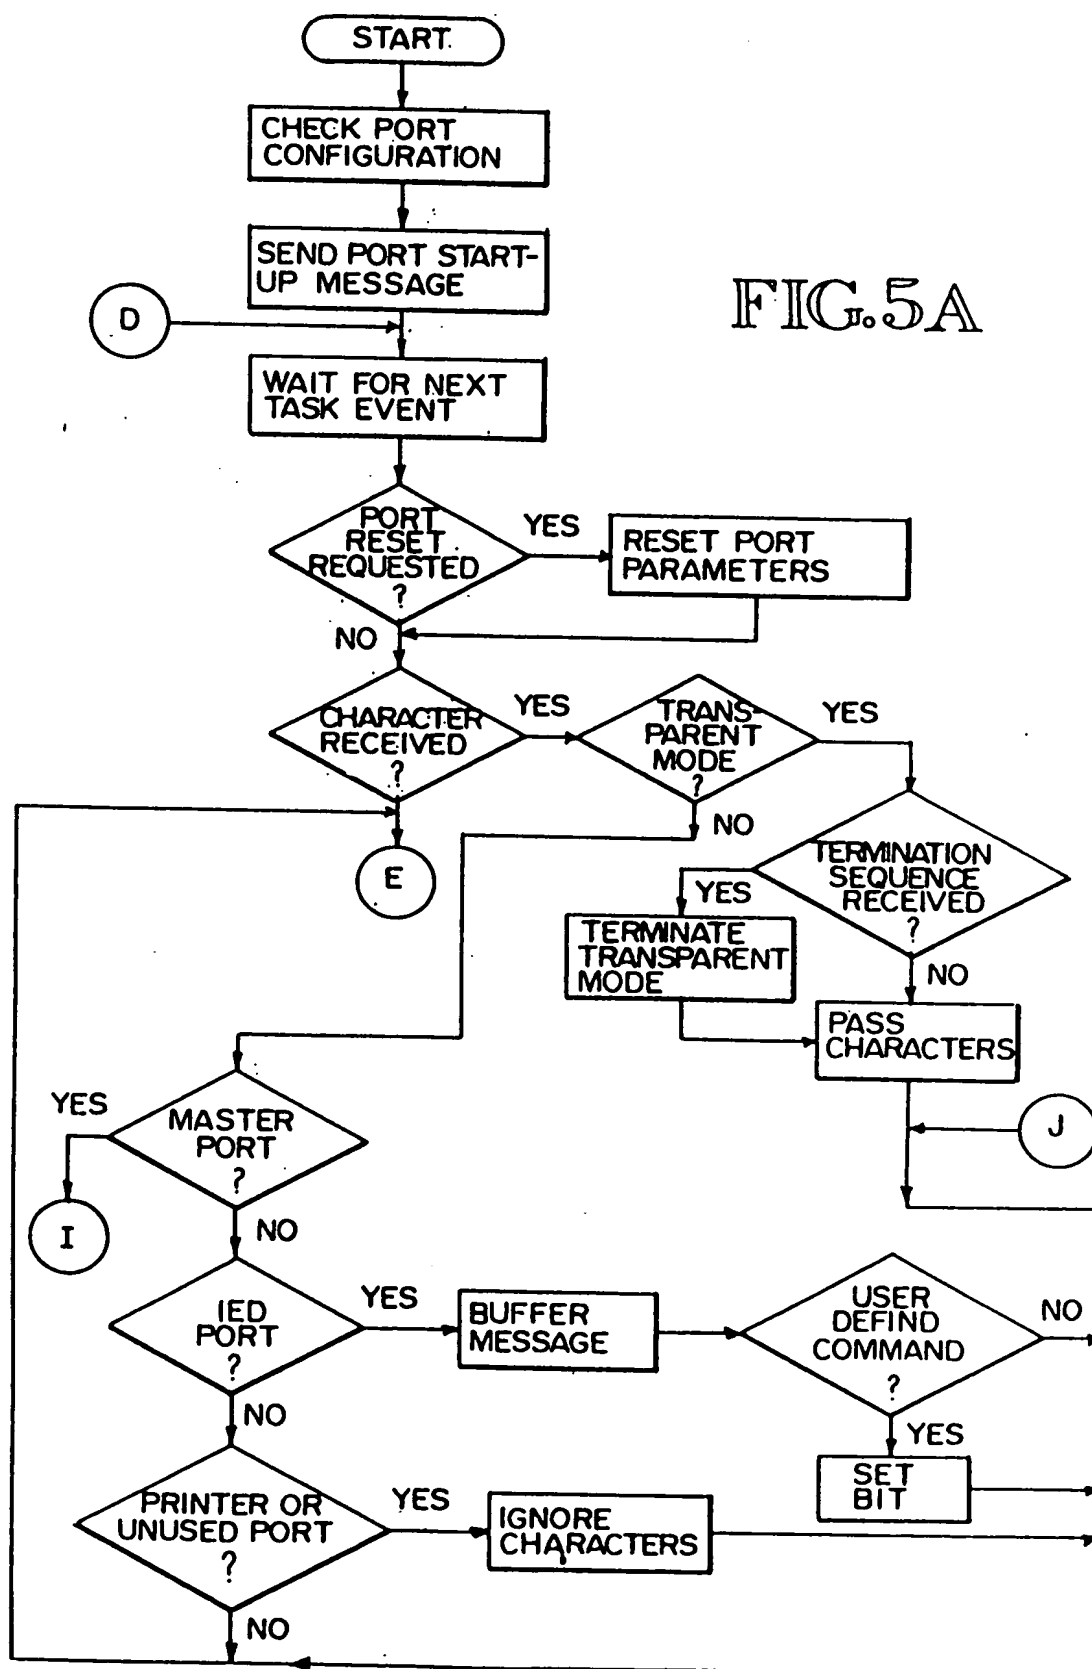 START.
CHECK PORT
CONFIGURATION
SEND PORT START-
UP MESSAGE
FIG.5A
D
WAIT FOR NEXT
TASK EVENT
PORT
RESET
REQUESTED
?
YES
RESET PORT
PARAMETERS
NO
CHARACTER
RECEIVED
?
YES
TRANS-
PARENT
MODE
?
YES
NO
E
TERMINATION
SEQUENCE
RECEIVED
?
YES
TERMINATE
TRANSPARENT
MODE
NO
PASS
CHARACTERS
J
YES
MASTER
PORT
?
I
NO
IED
PORT
?
YES
BUFFER
MESSAGE
USER
DEFIND
COMMAND
?
NO
YES
SET
BIT
NO
PRINTER OR
UNUSED PORT
?
YES
IGNORE
CHARACTERS
NO